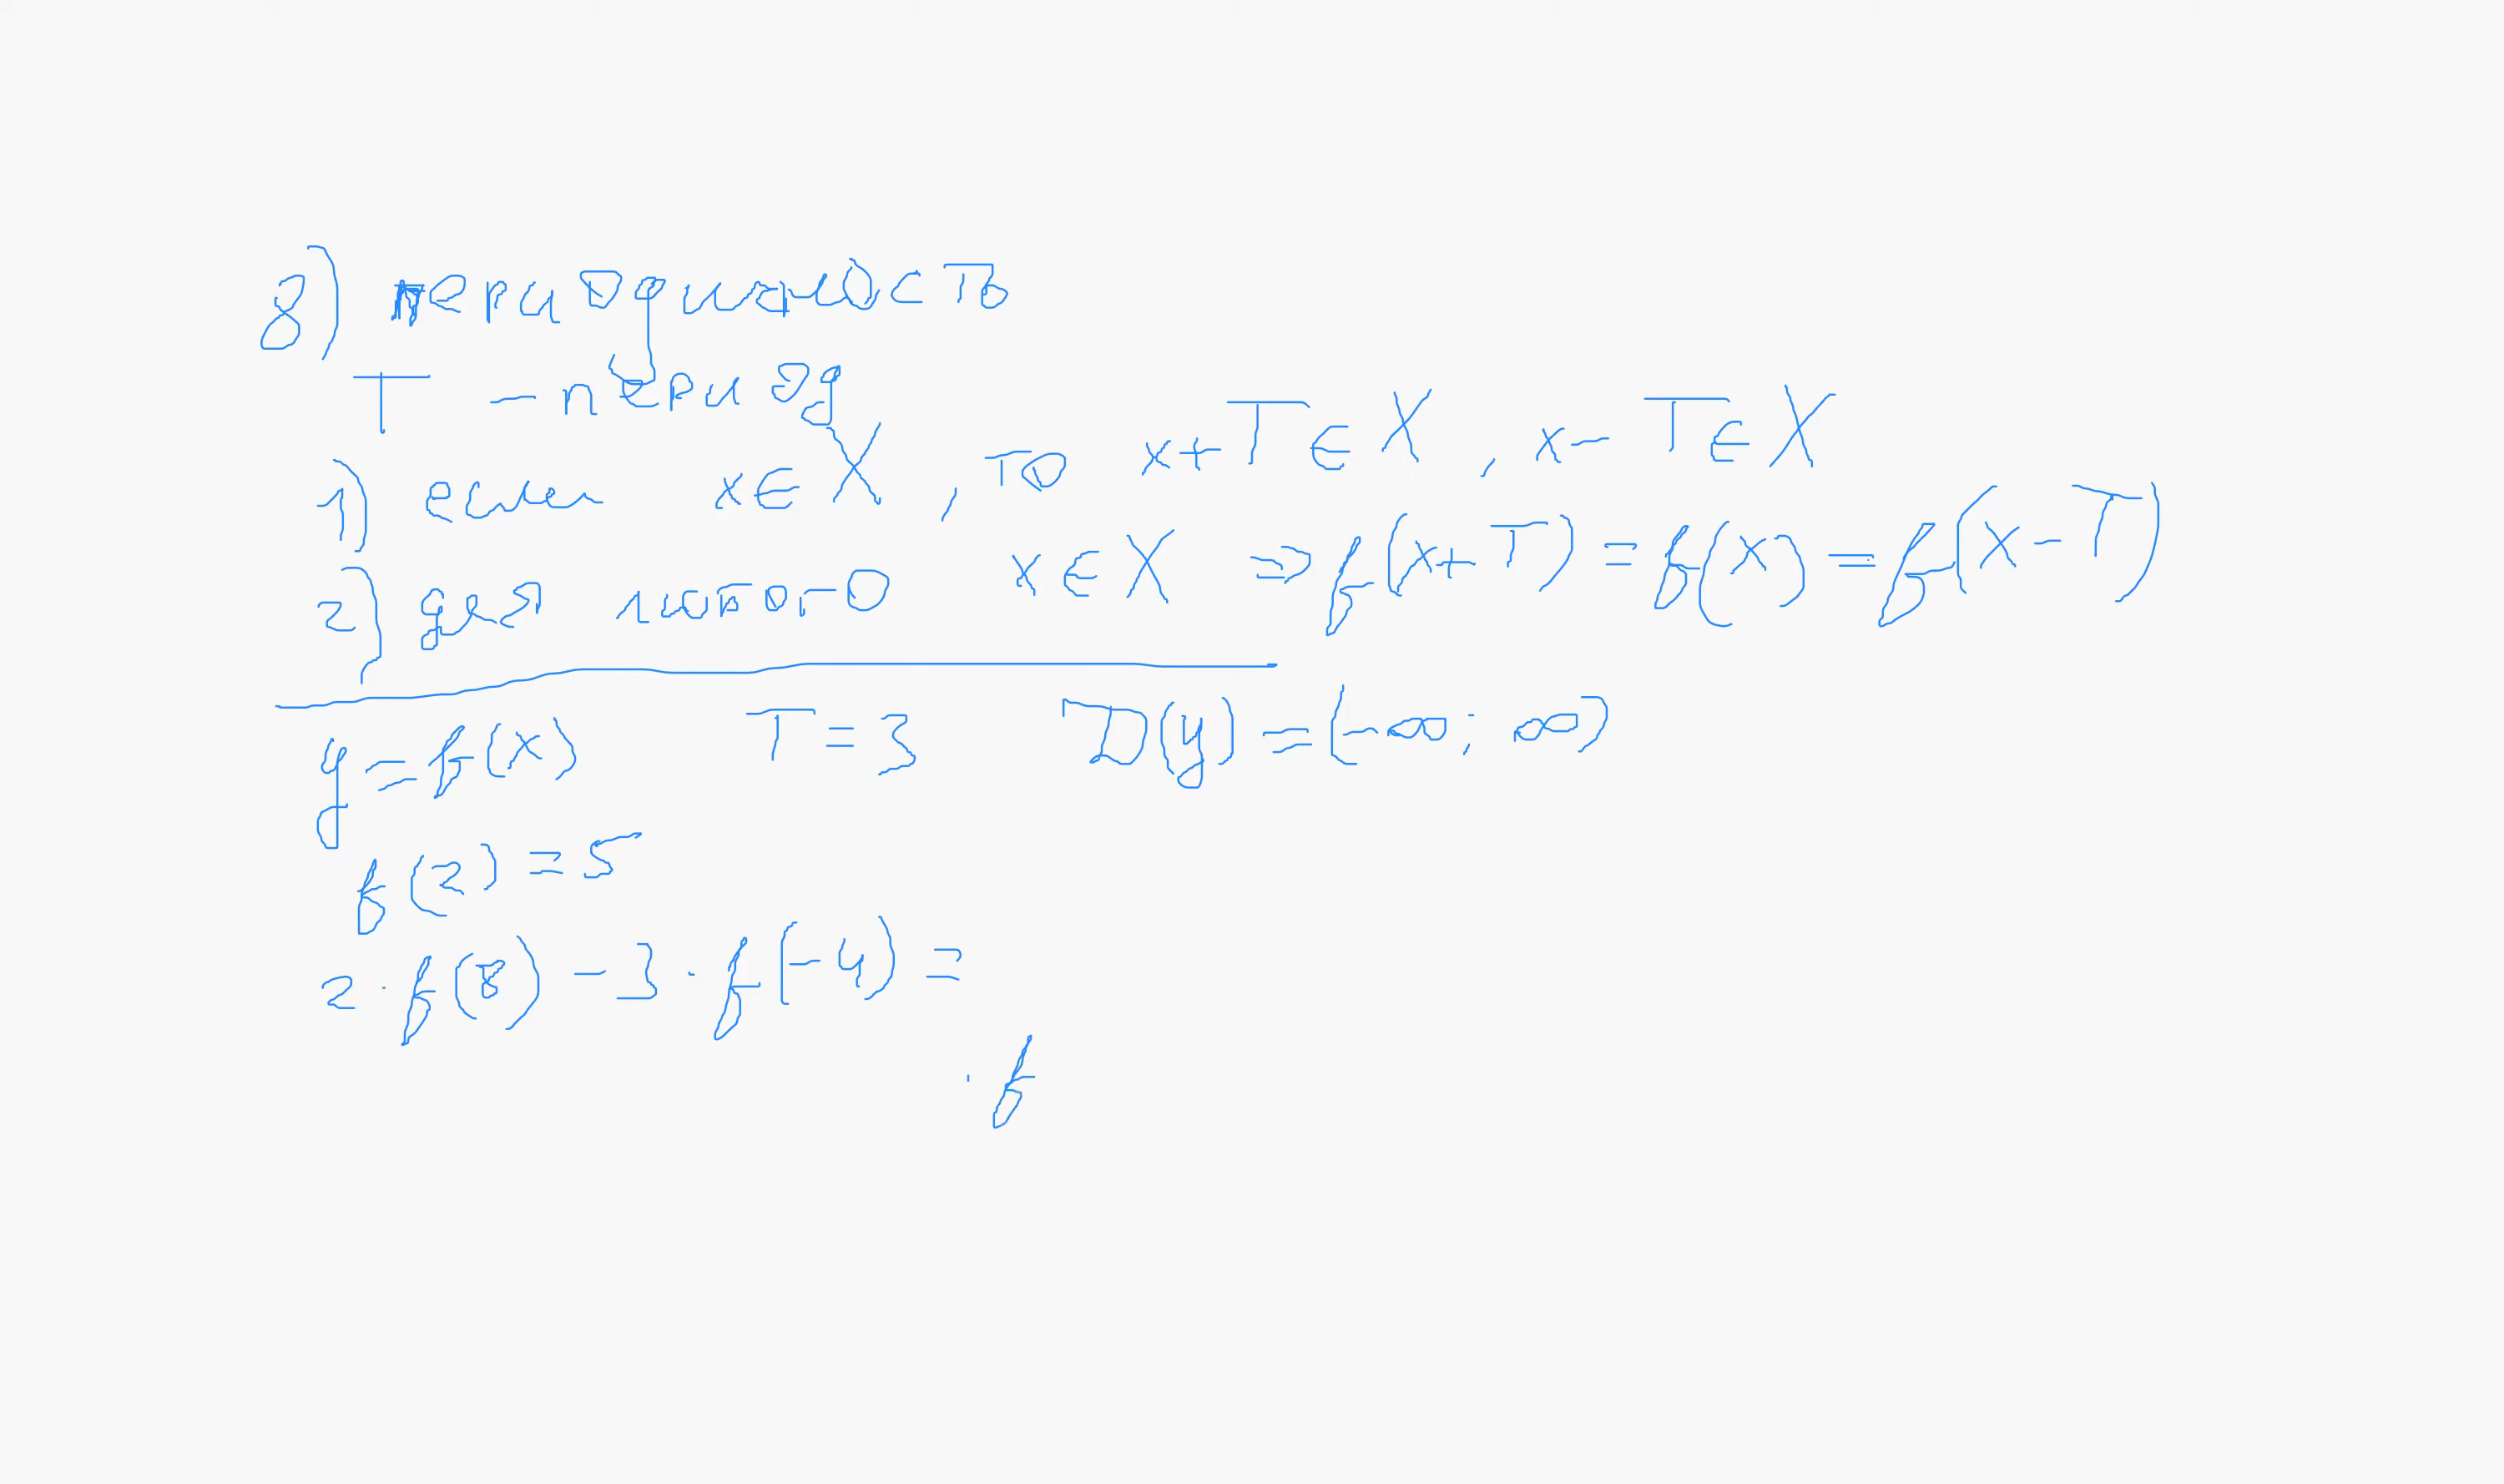 8) периодичность
T - период
1) если x∈X, то x+T∈X, x-T∈X
2) для любого x∈X => f(x+T)=f(x)=f(x-T)
y=f(x) T=3 D(y)=(-∞;∞)
f(2)=5
2·f(8)-3·f(-4)=
·f